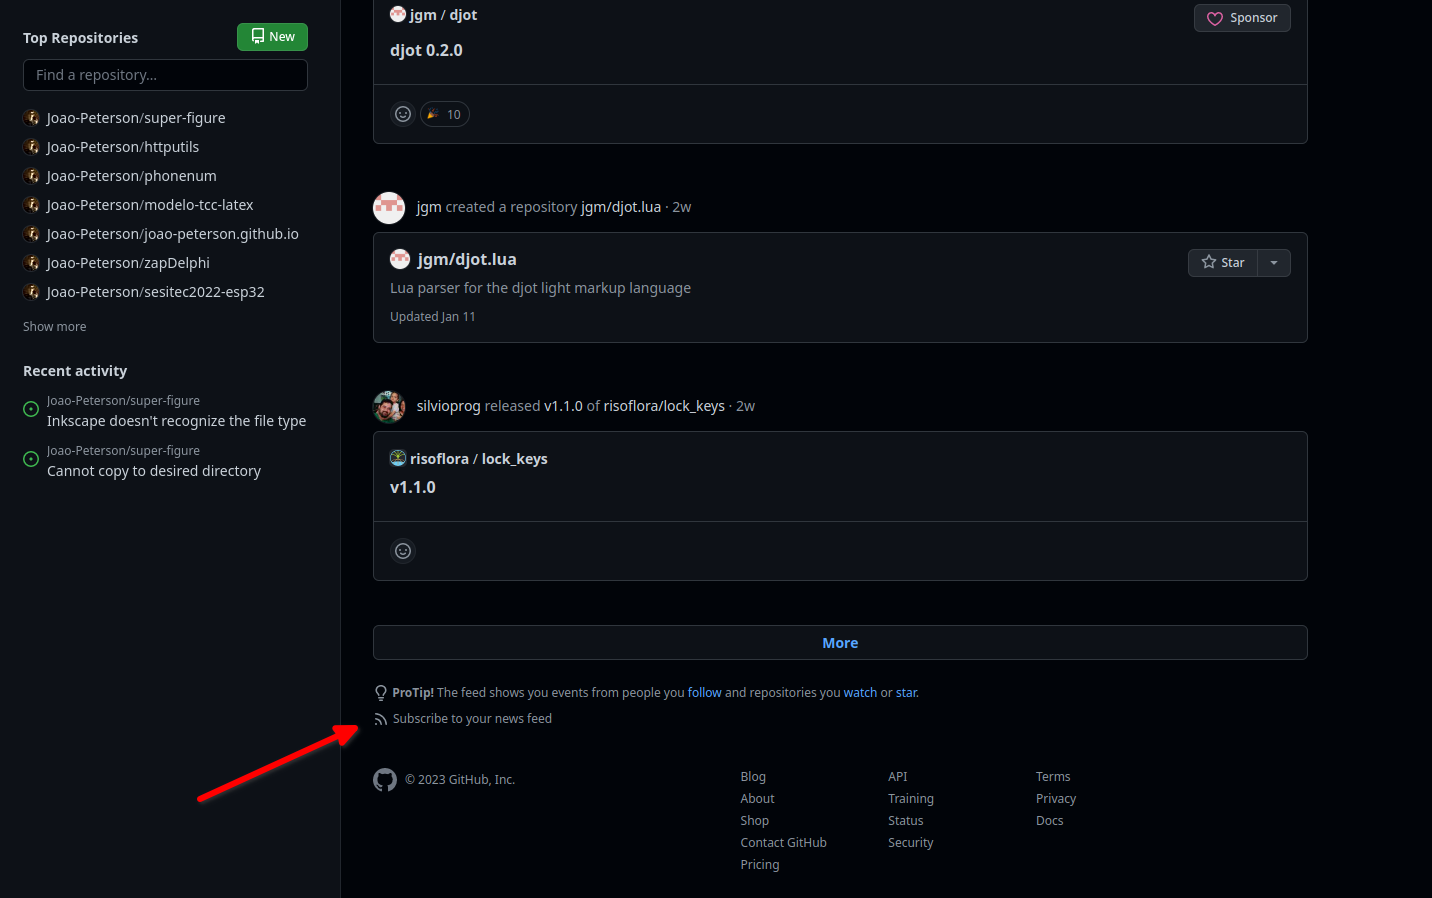 Top Repositories
New
Find a repository...
Joao-Peterson/super-figure
Joao-Peterson/httputils
Joao-Peterson/phonenum
Joao-Peterson/modelo-tcc-latex
Joao-Peterson/joao-peterson.github.io
Joao-Peterson/zapDelphi
Joao-Peterson/sesitec2022-esp32
Show more
Recent activity
Joao-Peterson/super-figure
Inkscape doesn't recognize the file type
Joao-Peterson/super-figure
Cannot copy to desired directory
jgm / djot
Sponsor
djot 0.2.0
10
jgm created a repository jgm/djot.lua · 2w
jgm/djot.lua
Star
Lua parser for the djot light markup language
Updated Jan 11
silvioprog released v1.1.0 of risoflora/lock_keys · 2w
risoflora / lock_keys
v1.1.0
More
ProTip! The feed shows you events from people you follow and repositories you watch or star.
Subscribe to your news feed
© 2023 GitHub, Inc.
Blog
About
Shop
Contact GitHub
Pricing
API
Training
Status
Security
Terms
Privacy
Docs